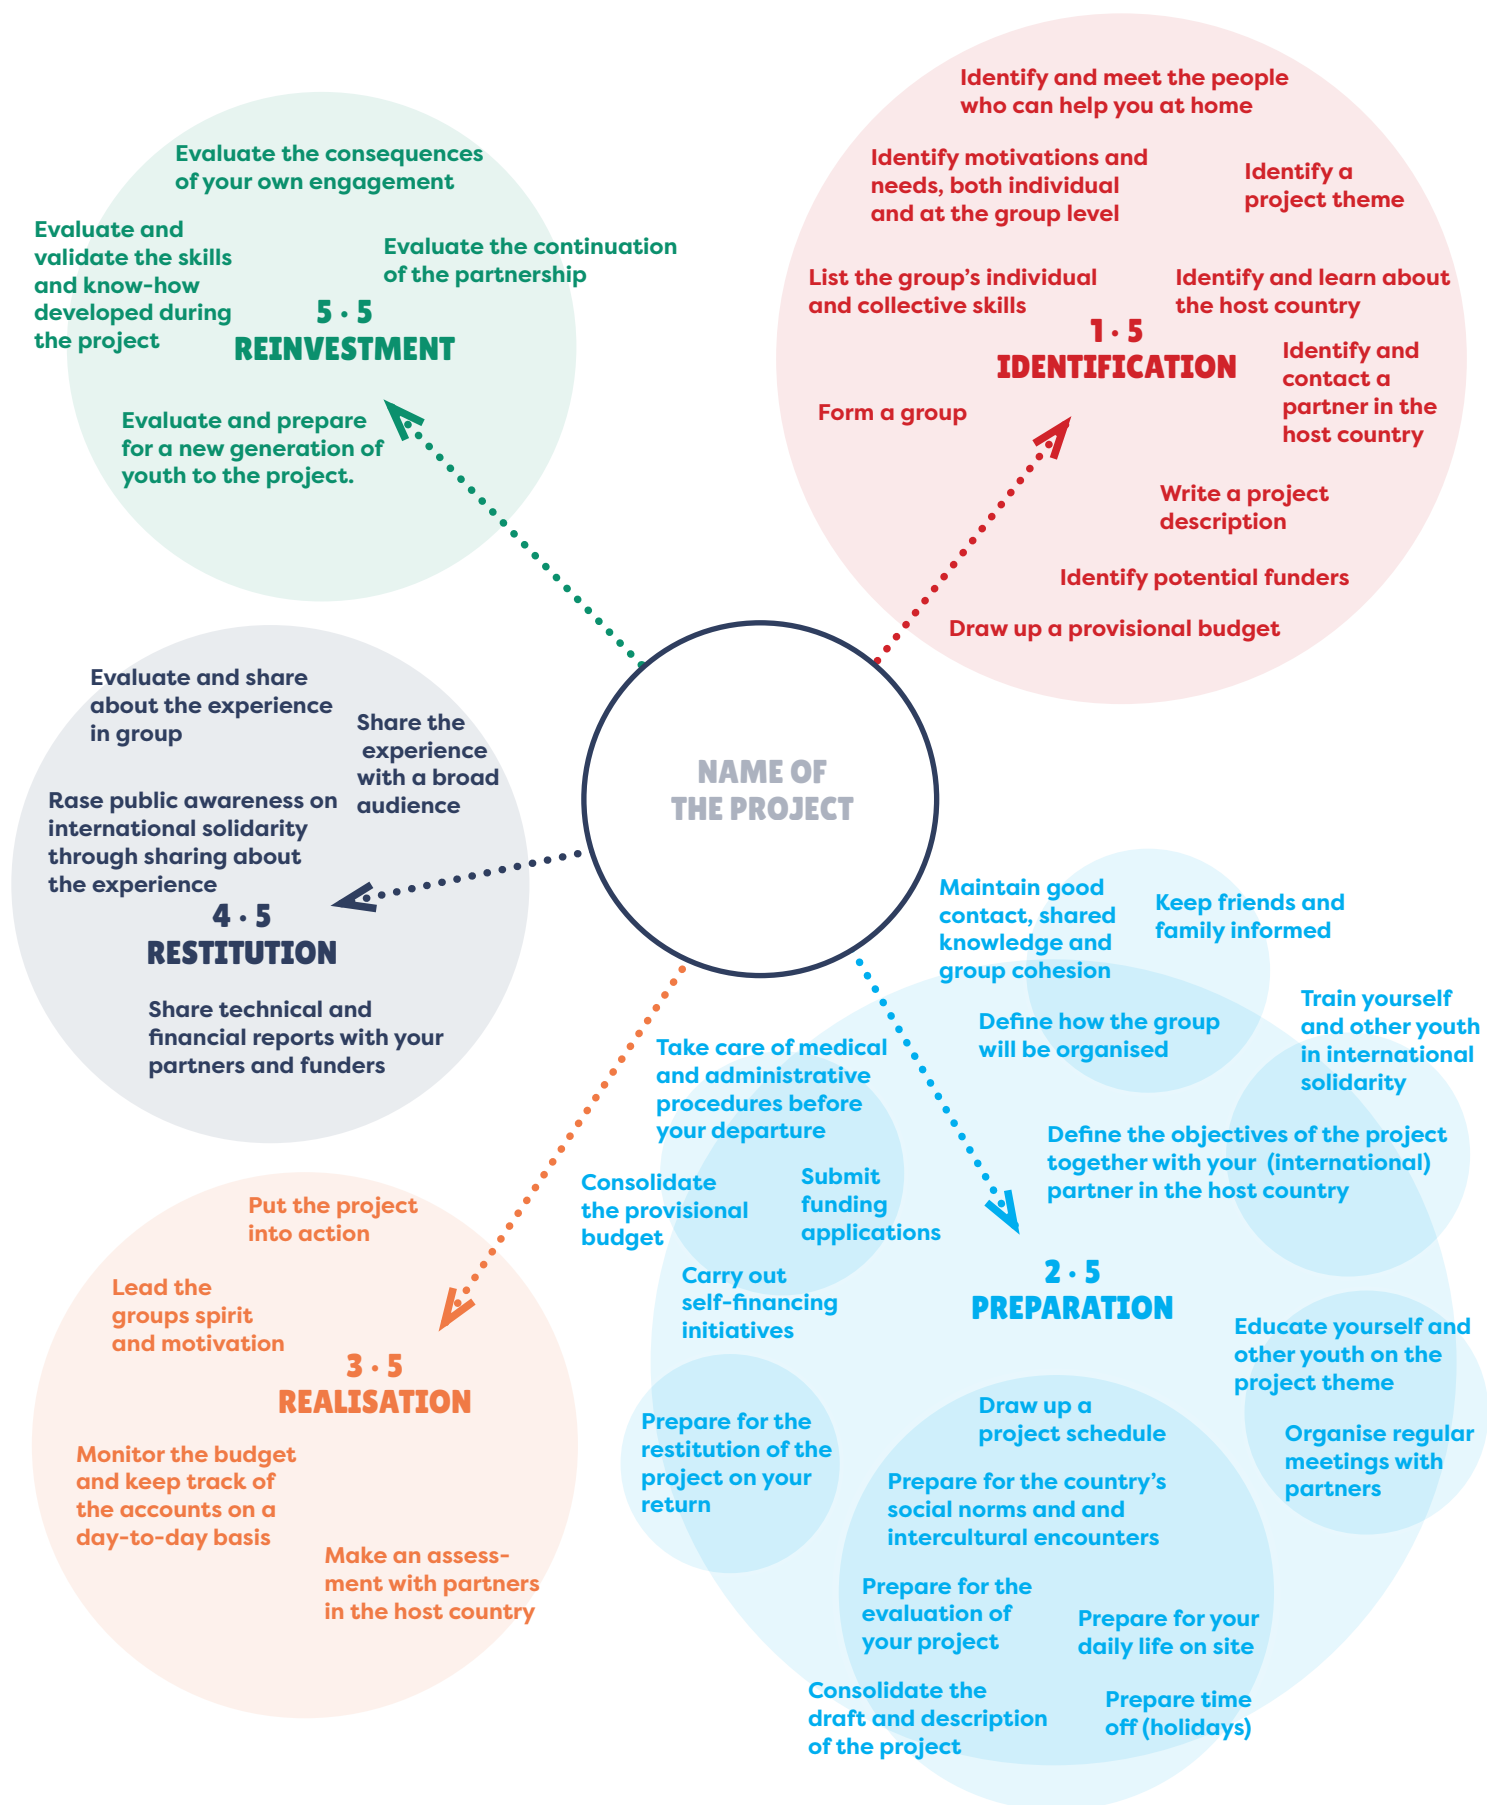 Identify and meet the people
who can help you at home
Identify motivations and
needs, both individual
and at the group level
Identify a
project theme
List the group's individual
and collective skills
Identify and learn about
the host country
1 · 5
IDENTIFICATION
Identify and
contact a
partner in the
host country
Form a group
Write a project
description
Identify potential funders
Draw up a provisional budget
Evaluate the consequences
of your own engagement
Evaluate and
validate the skills
and know-how
developed during
the project
Evaluate the continuation
of the partnership
5 · 5
REINVESTMENT
Evaluate and prepare
for a new generation of
youth to the project.
NAME OF
THE PROJECT
Evaluate and share
about the experience
in group
Share the
experience
with a broad
audience
Rase public awareness on
international solidarity
through sharing about
the experience
4 · 5
RESTITUTION
Share technical and
financial reports with your
partners and funders
Maintain good
contact, shared
knowledge and
group cohesion
Keep friends and
family informed
Define how the group
will be organised
Train yourself
and other youth
in international
solidarity
Take care of medical
and administrative
procedures before
your departure
Define the objectives of the project
together with your (international)
partner in the host country
Consolidate
the provisional
budget
Submit
funding
applications
Carry out
self-financing
initiatives
2 · 5
PREPARATION
Educate yourself and
other youth on the
project theme
Draw up a
project schedule
Prepare for the
restitution of the
project on your
return
Organise regular
meetings with
partners
Prepare for the country's
social norms and and
intercultural encounters
Prepare for the
evaluation of
your project
Prepare for your
daily life on site
Consolidate the
draft and description
of the project
Prepare time
off (holidays)
Put the project
into action
Lead the
groups spirit
and motivation
3 · 5
REALISATION
Monitor the budget
and keep track of
the accounts on a
day-to-day basis
Make an assess-
ment with partners
in the host country